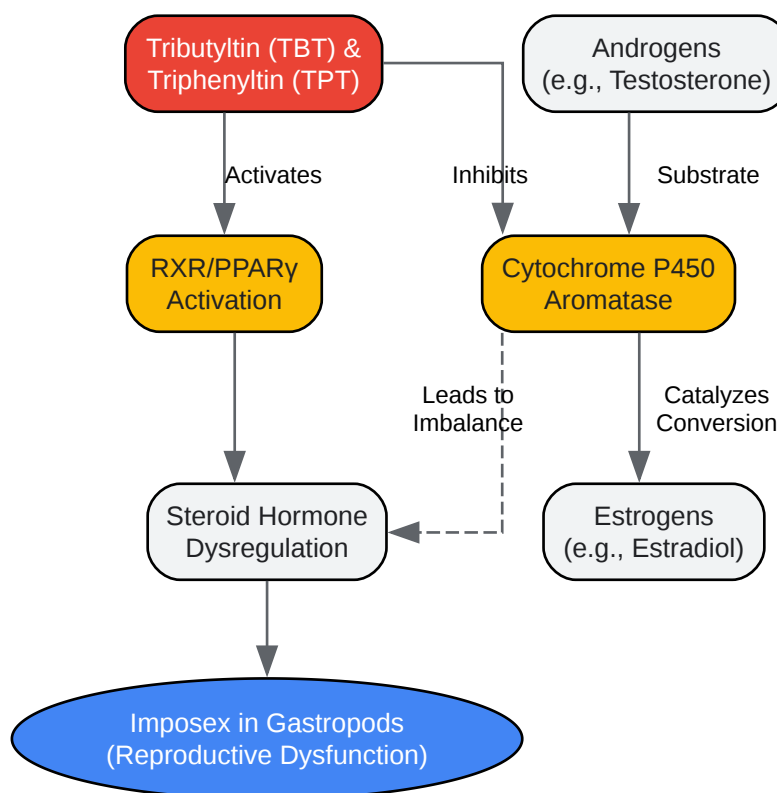 Tributyltin (TBT) &
Triphenyltin (TPT)
Androgens
(e.g., Testosterone)
Activates
Inhibits
Substrate
RXR/PPARγ
Activation
Cytochrome P450
Aromatase
Leads to
Imbalance
Catalyzes
Conversion
Steroid Hormone
Dysregulation
Estrogens
(e.g., Estradiol)
Imposex in Gastropods
(Reproductive Dysfunction)